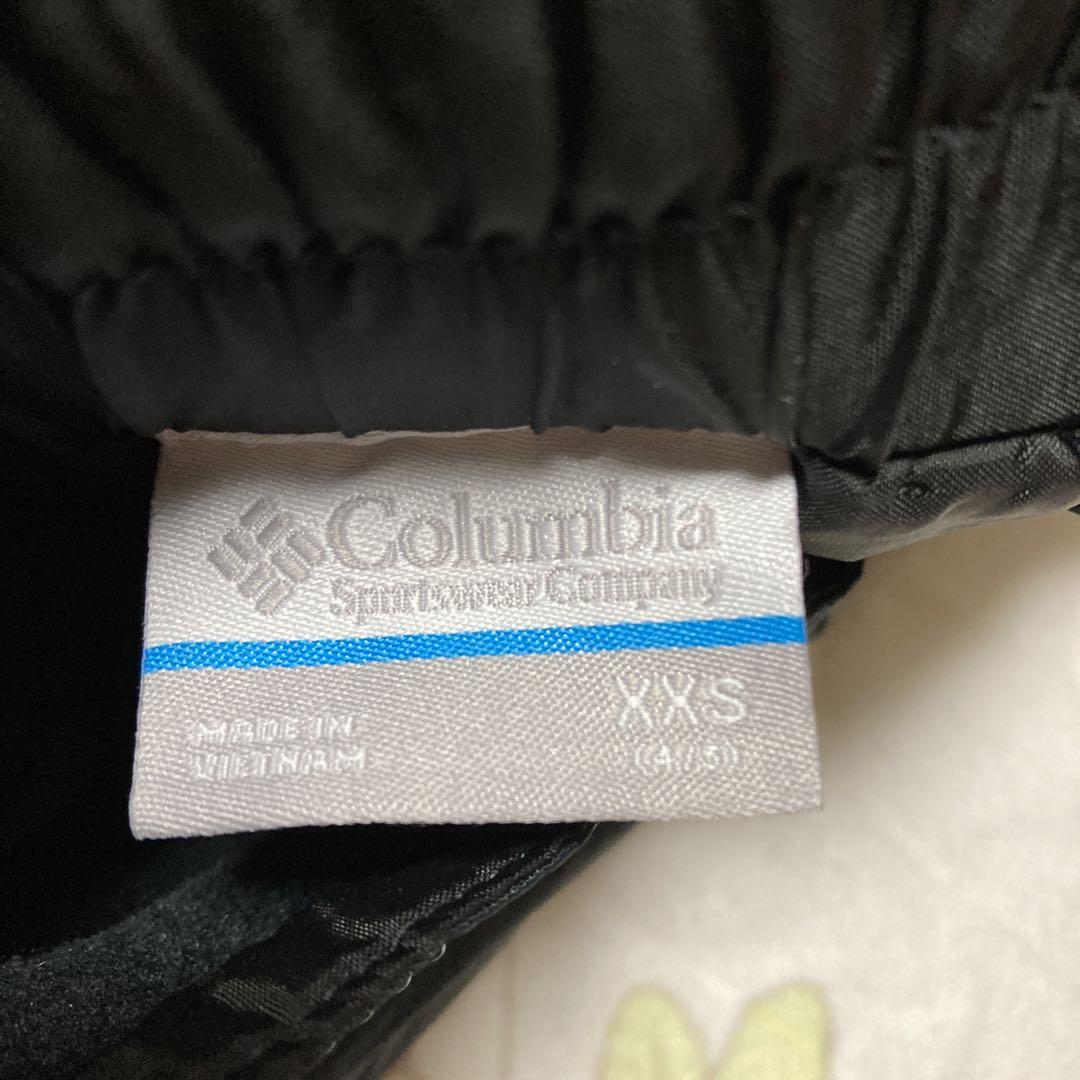 Columbia
Sportswear Company
XXS
(4/5)
MADE IN
VIETNAM